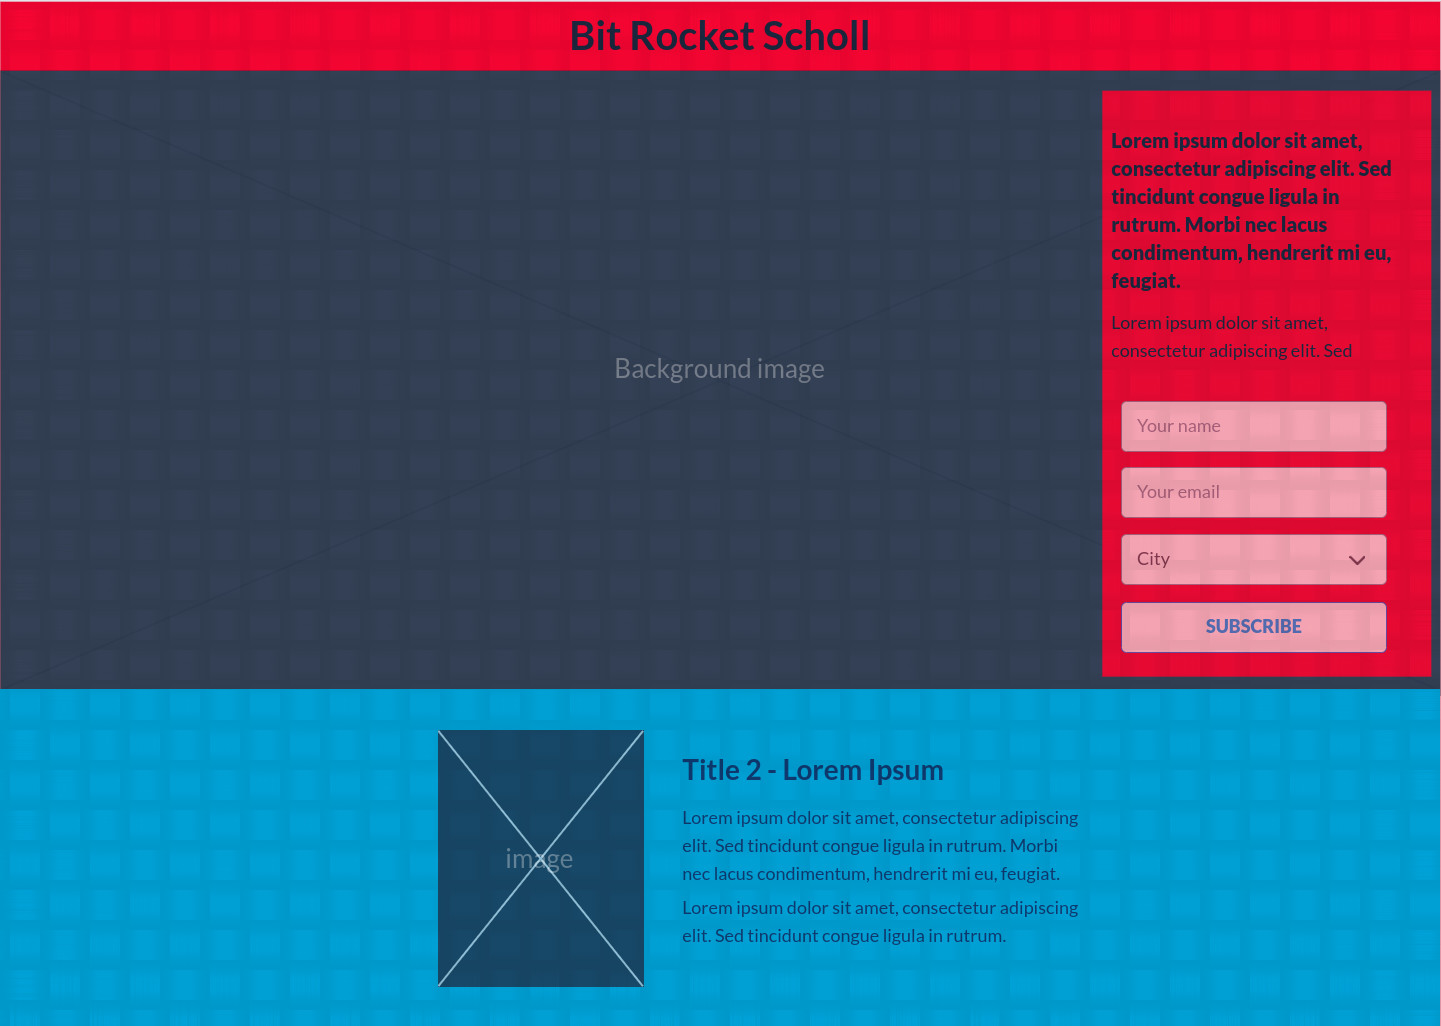 Bit Rocket Scholl
Background image
Lorem ipsum dolor sit amet,
consectetur adipiscing elit. Sed
tincidunt congue ligula in
rutrum. Morbi nec lacus
condimentum, hendrerit mi eu,
feugiat.
Lorem ipsum dolor sit amet,
consectetur adipiscing elit. Sed
Your name
Your email
City
SUBSCRIBE
image
Title 2 - Lorem Ipsum
Lorem ipsum dolor sit amet, consectetur adipiscing
elit. Sed tincidunt congue ligula in rutrum. Morbi
nec lacus condimentum, hendrerit mi eu, feugiat.
Lorem ipsum dolor sit amet, consectetur adipiscing
elit. Sed tincidunt congue ligula in rutrum.